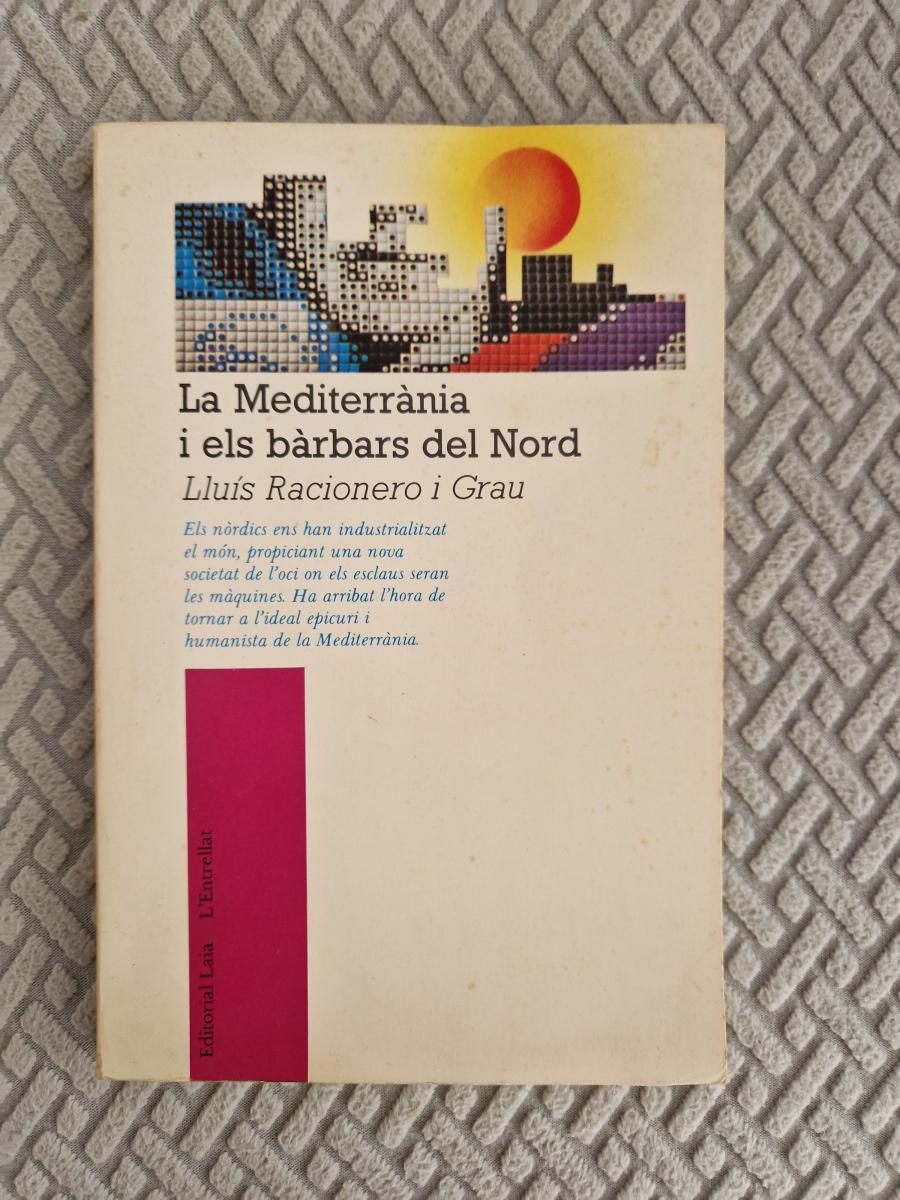 La Mediterrània
i els bàrbars del Nord
Lluís Racionero i Grau
Els nòrdics ens han industrialitzat
el món, propiciant una nova
societat de l'oci on els esclaus seran
les màquines. Ha arribat l'hora de
tornar a l'ideal epicuri i
humanista de la Mediterrània.
Editorial Laia L'Entrellat